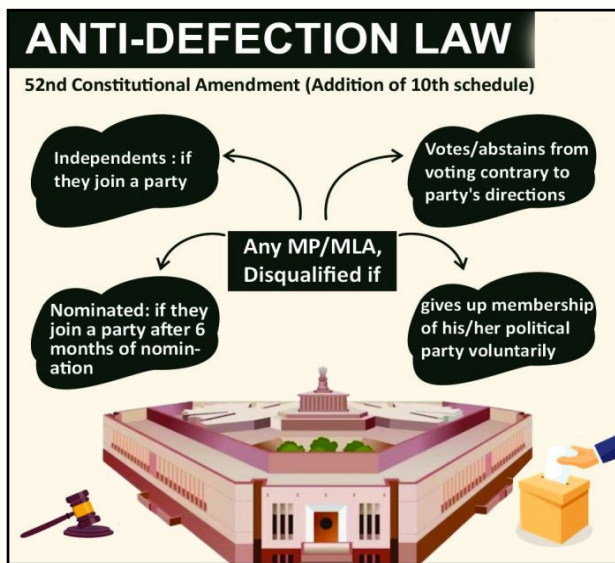 ANTI-DEFECTION LAW
52nd Constitutional Amendment (Addition of 10th schedule)
Independents : if
they join a party
Votes/abstains from
voting contrary to
party's directions
Any MP/MLA,
Disqualified if
Nominated: if they
join a party after 6
months of nomin-
ation
gives up membership
of his/her political
party voluntarily